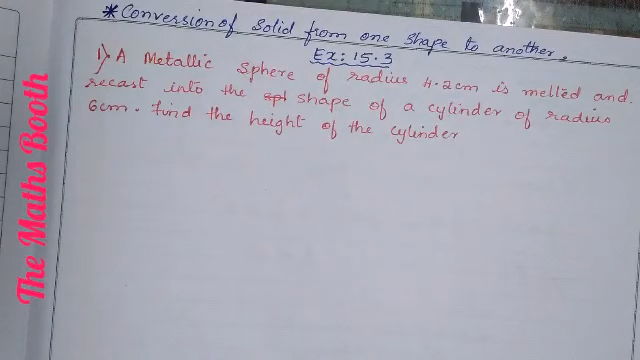 *Conversion of Solid from one shape to another.
Ex: 15.3
1). A Metallic Sphere of radius 4.2cm is melted and
recast into the shape of a cylinder of radius
6cm. find the height of the cylinder
The Maths Booth